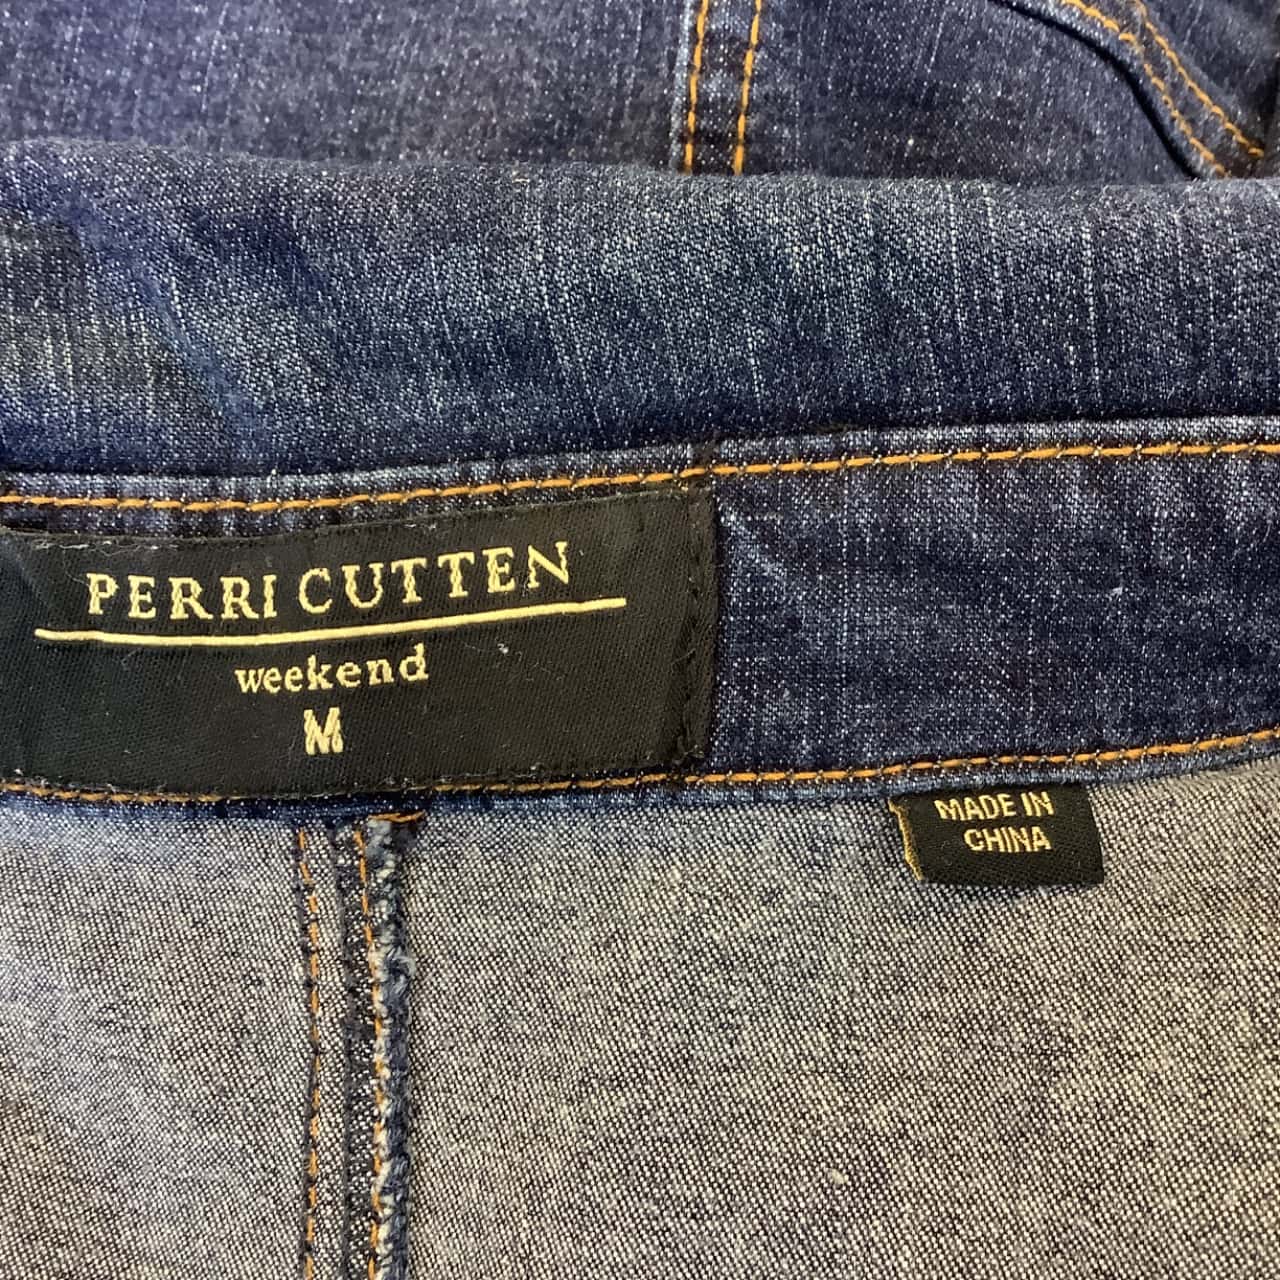 PERRI CUTTEN
weekend
M
MADE IN
CHINA